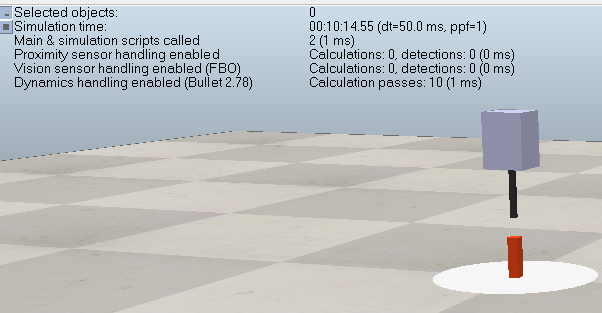 Selected objects: 0
Simulation time: 00:10:14.55 (dt=50.0 ms, ppf=1)
Main & simulation scripts called 2 (1 ms)
Proximity sensor handling enabled Calculations: 0, detections: 0 (0 ms)
Vision sensor handling enabled (FBO) Calculations: 0, detections: 0 (0 ms)
Dynamics handling enabled (Bullet 2.78) Calculation passes: 10 (1 ms)